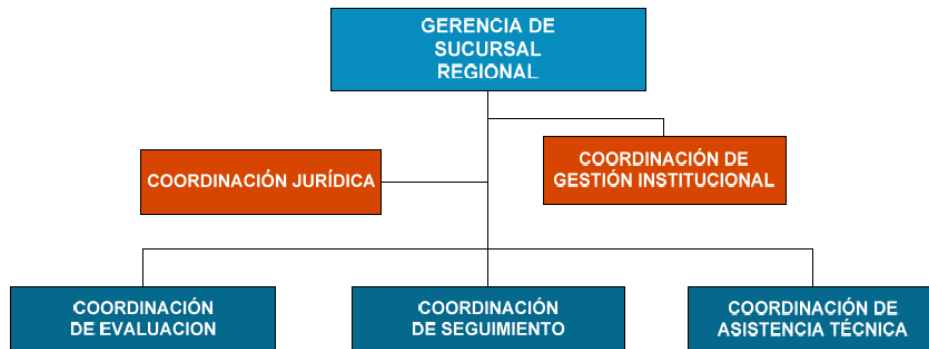 GERENCIA DE
SUCURSAL
REGIONAL
COORDINACIÓN DE
GESTIÓN INSTITUCIONAL
COORDINACIÓN JURÍDICA
COORDINACIÓN
DE EVALUACION
COORDINACIÓN
DE SEGUIMIENTO
COORDINACIÓN DE
ASISTENCIA TÉCNICA